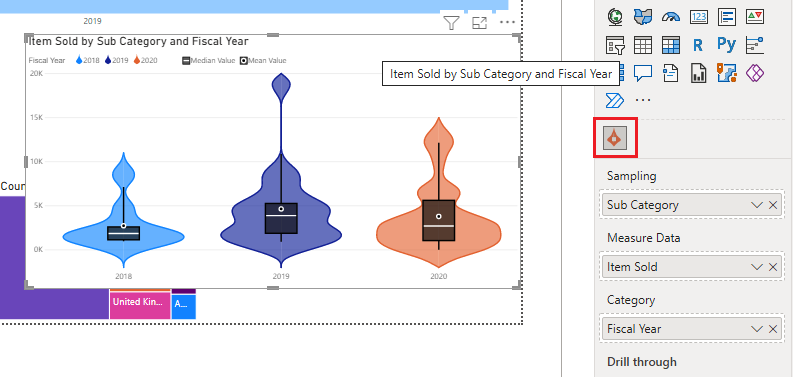 2019
Item Sold by Sub Category and Fiscal Year
Fiscal Year 2018 2019 2020 Median Value Mean Value
Item Sold by Sub Category and Fiscal Year
20K
15K
10K
5K
0K
2018 2019 2020
Coun
United Kin...
A...
123
R Py
...
Sampling
Sub Category
Measure Data
Item Sold
Category
Fiscal Year
Drill through